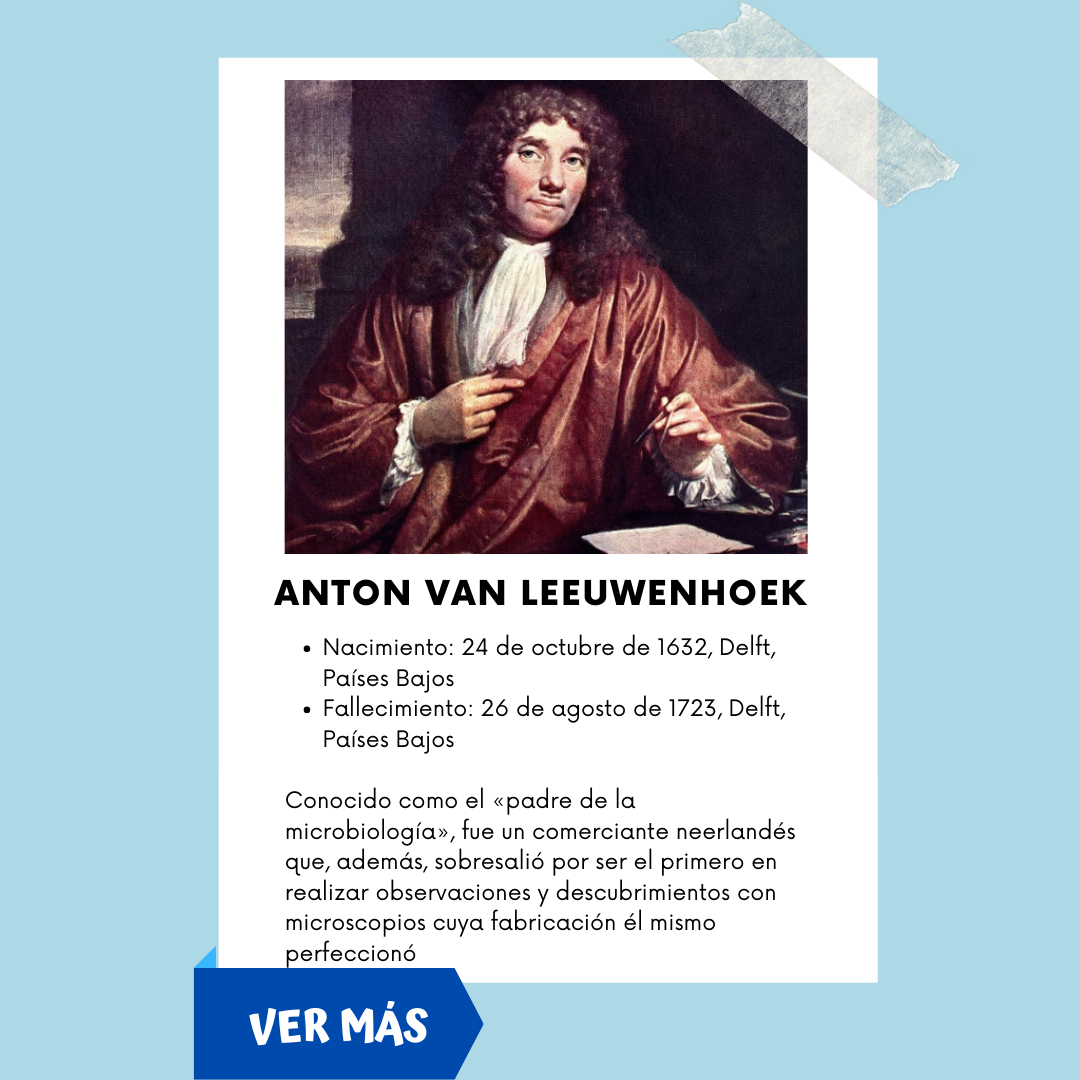 ANTON VAN LEEUWENHOEK
• Nacimiento: 24 de octubre de 1632, Delft,
Países Bajos
• Fallecimiento: 26 de agosto de 1723, Delft,
Países Bajos
Conocido como el «padre de la
microbiología», fue un comerciante neerlandés
que, además, sobresalió por ser el primero en
realizar observaciones y descubrimientos con
microscopios cuya fabricación él mismo
perfeccionó
VER MÁS